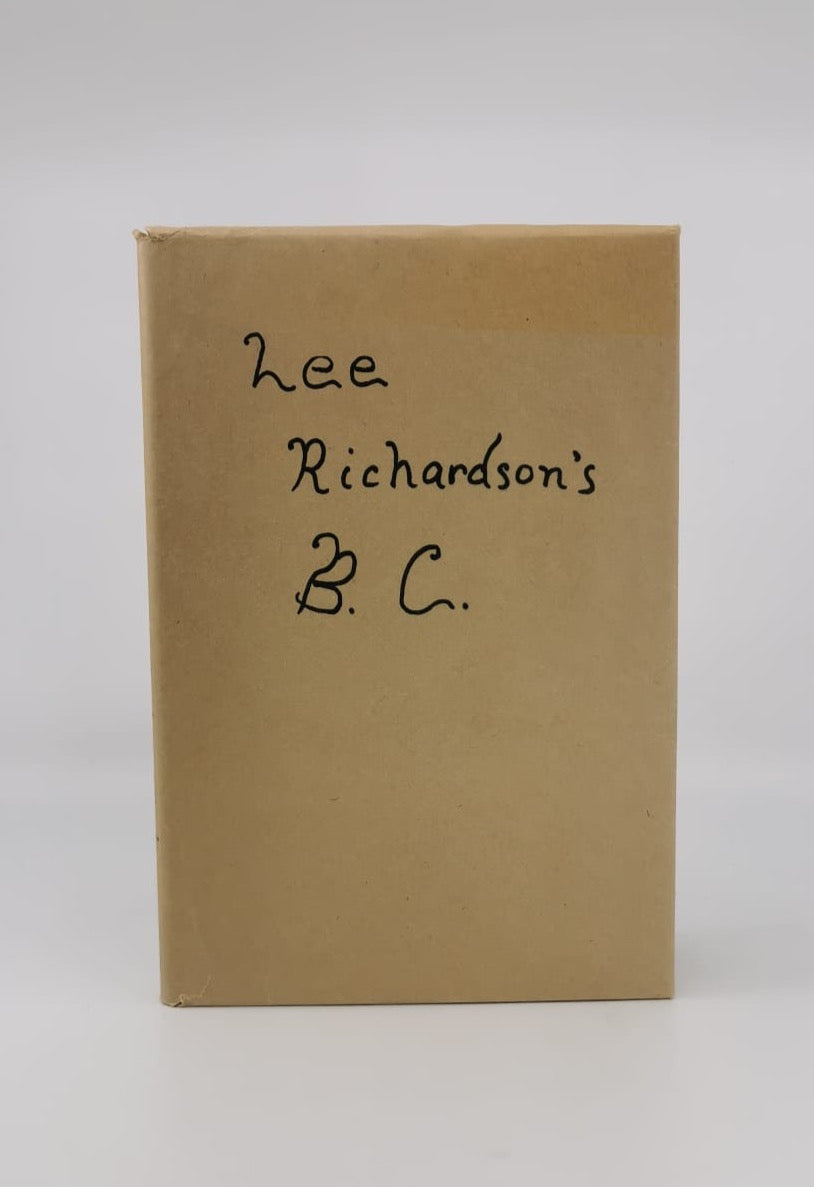 Lee
Richardson's
B. C.